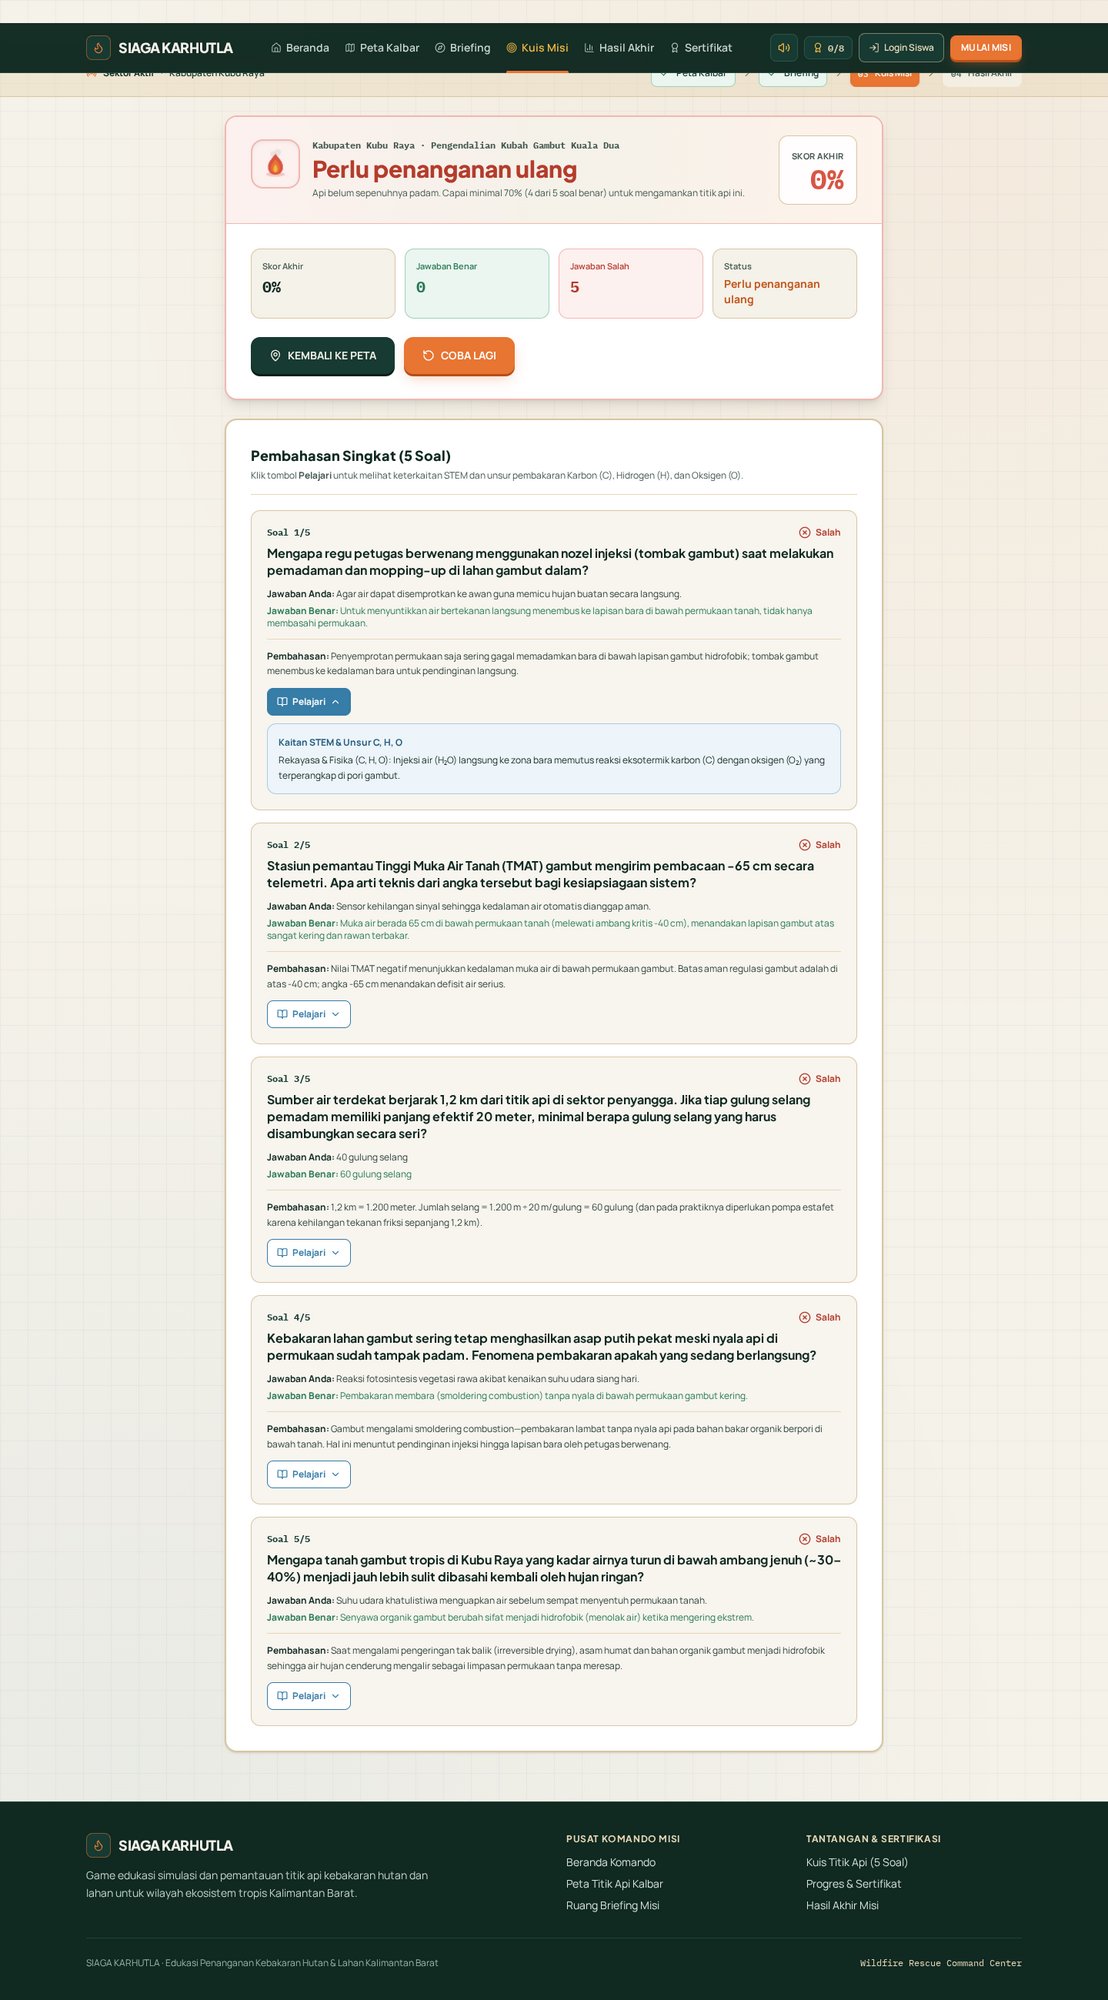 SIAGA KARHUTLA
Beranda
Peta Kalbar
Briefing
Kuis Misi
Hasil Akhir
Sertifikat
0/8
Login Siswa
MULAI MISI
Sektor Aktif · Kabupaten Kubu Raya
Peta Kalbar
Briefing
03 Kuis Misi
04 Hasil Akhir
Kabupaten Kubu Raya · Pengendalian Kubah Gambut Kuala Dua
Perlu penanganan ulang
Api belum sepenuhnya padam. Capai minimal 70% (4 dari 5 soal benar) untuk mengamankan titik api ini.
SKOR AKHIR
0%
Skor Akhir
0%
Jawaban Benar
0
Jawaban Salah
5
Status
Perlu penanganan
ulang
KEMBALI KE PETA
COBA LAGI
Pembahasan Singkat (5 Soal)
Klik tombol Pelajari untuk melihat keterkaitan STEM dan unsur pembakaran Karbon (C), Hidrogen (H), dan Oksigen (O).
Soal 1/5
Salah
Mengapa regu petugas berwenang menggunakan nozel injeksi (tombak gambut) saat melakukan
pemadaman dan mopping-up di lahan gambut dalam?
Jawaban Anda: Agar air dapat disemprotkan ke awan guna memicu hujan buatan secara langsung.
Jawaban Benar: Untuk menyuntikkan air bertekanan langsung menembus ke lapisan bara di bawah permukaan tanah, tidak hanya
membasahi permukaan.
Pembahasan: Penyemprotan permukaan saja sering gagal memadamkan bara di bawah lapisan gambut hidrofobik; tombak gambut
menembus ke kedalaman bara untuk pendinginan langsung.
Pelajari
Kaitan STEM & Unsur C, H, O
Rekayasa & Fisika (C, H, O): Injeksi air (H₂O) langsung ke zona bara memutus reaksi eksotermik karbon (C) dengan oksigen (O₂) yang
terperangkap di pori gambut.
Soal 2/5
Salah
Stasiun pemantau Tinggi Muka Air Tanah (TMAT) gambut mengirim pembacaan -65 cm secara
telemetri. Apa arti teknis dari angka tersebut bagi kesiapsiagaan sistem?
Jawaban Anda: Sensor kehilangan sinyal sehingga kedalaman air otomatis dianggap aman.
Jawaban Benar: Muka air berada 65 cm di bawah permukaan tanah (melewati ambang kritis -40 cm), menandakan lapisan gambut atas
sangat kering dan rawan terbakar.
Pembahasan: Nilai TMAT negatif menunjukkan kedalaman muka air di bawah permukaan gambut. Batas aman regulasi gambut adalah di
atas -40 cm; angka -65 cm menandakan defisit air serius.
Pelajari
Soal 3/5
Salah
Sumber air terdekat berjarak 1,2 km dari titik api di sektor penyangga. Jika tiap gulung selang
pemadam memiliki panjang efektif 20 meter, minimal berapa gulung selang yang harus
disambungkan secara seri?
Jawaban Anda: 40 gulung selang
Jawaban Benar: 60 gulung selang
Pembahasan: 1,2 km = 1.200 meter. Jumlah selang = 1.200 m ÷ 20 m/gulung = 60 gulung (dan pada praktiknya diperlukan pompa estafet
karena kehilangan tekanan friksi sepanjang 1,2 km).
Pelajari
Soal 4/5
Salah
Kebakaran lahan gambut sering tetap menghasilkan asap putih pekat meski nyala api di
permukaan sudah tampak padam. Fenomena pembakaran apakah yang sedang berlangsung?
Jawaban Anda: Reaksi fotosintesis vegetasi rawa akibat kenaikan suhu udara siang hari.
Jawaban Benar: Pembakaran membara (smoldering combustion) tanpa nyala di bawah permukaan gambut kering.
Pembahasan: Gambut mengalami smoldering combustion—pembakaran lambat tanpa nyala api pada bahan bakar organik berpori di
bawah tanah. Hal ini menuntut pendinginan injeksi hingga lapisan bara oleh petugas berwenang.
Pelajari
Soal 5/5
Salah
Mengapa tanah gambut tropis di Kubu Raya yang kadar airnya turun di bawah ambang jenuh (~30–
40%) menjadi jauh lebih sulit dibasahi kembali oleh hujan ringan?
Jawaban Anda: Suhu udara khatulistiwa menguapkan air sebelum sempat menyentuh permukaan tanah.
Jawaban Benar: Senyawa organik gambut berubah sifat menjadi hidrofobik (menolak air) ketika mengering ekstrem.
Pembahasan: Saat mengalami pengeringan tak balik (irreversible drying), asam humat dan bahan organik gambut menjadi hidrofobik
sehingga air hujan cenderung mengalir sebagai limpasan permukaan tanpa meresap.
Pelajari
SIAGA KARHUTLA
Game edukasi simulasi dan pemantauan titik api kebakaran hutan dan
lahan untuk wilayah ekosistem tropis Kalimantan Barat.
PUSAT KOMANDO MISI
Beranda Komando
Peta Titik Api Kalbar
Ruang Briefing Misi
TANTANGAN & SERTIFIKASI
Kuis Titik Api (5 Soal)
Progres & Sertifikat
Hasil Akhir Misi
SIAGA KARHUTLA · Edukasi Penanganan Kebakaran Hutan & Lahan Kalimantan Barat
Wildfire Rescue Command Center